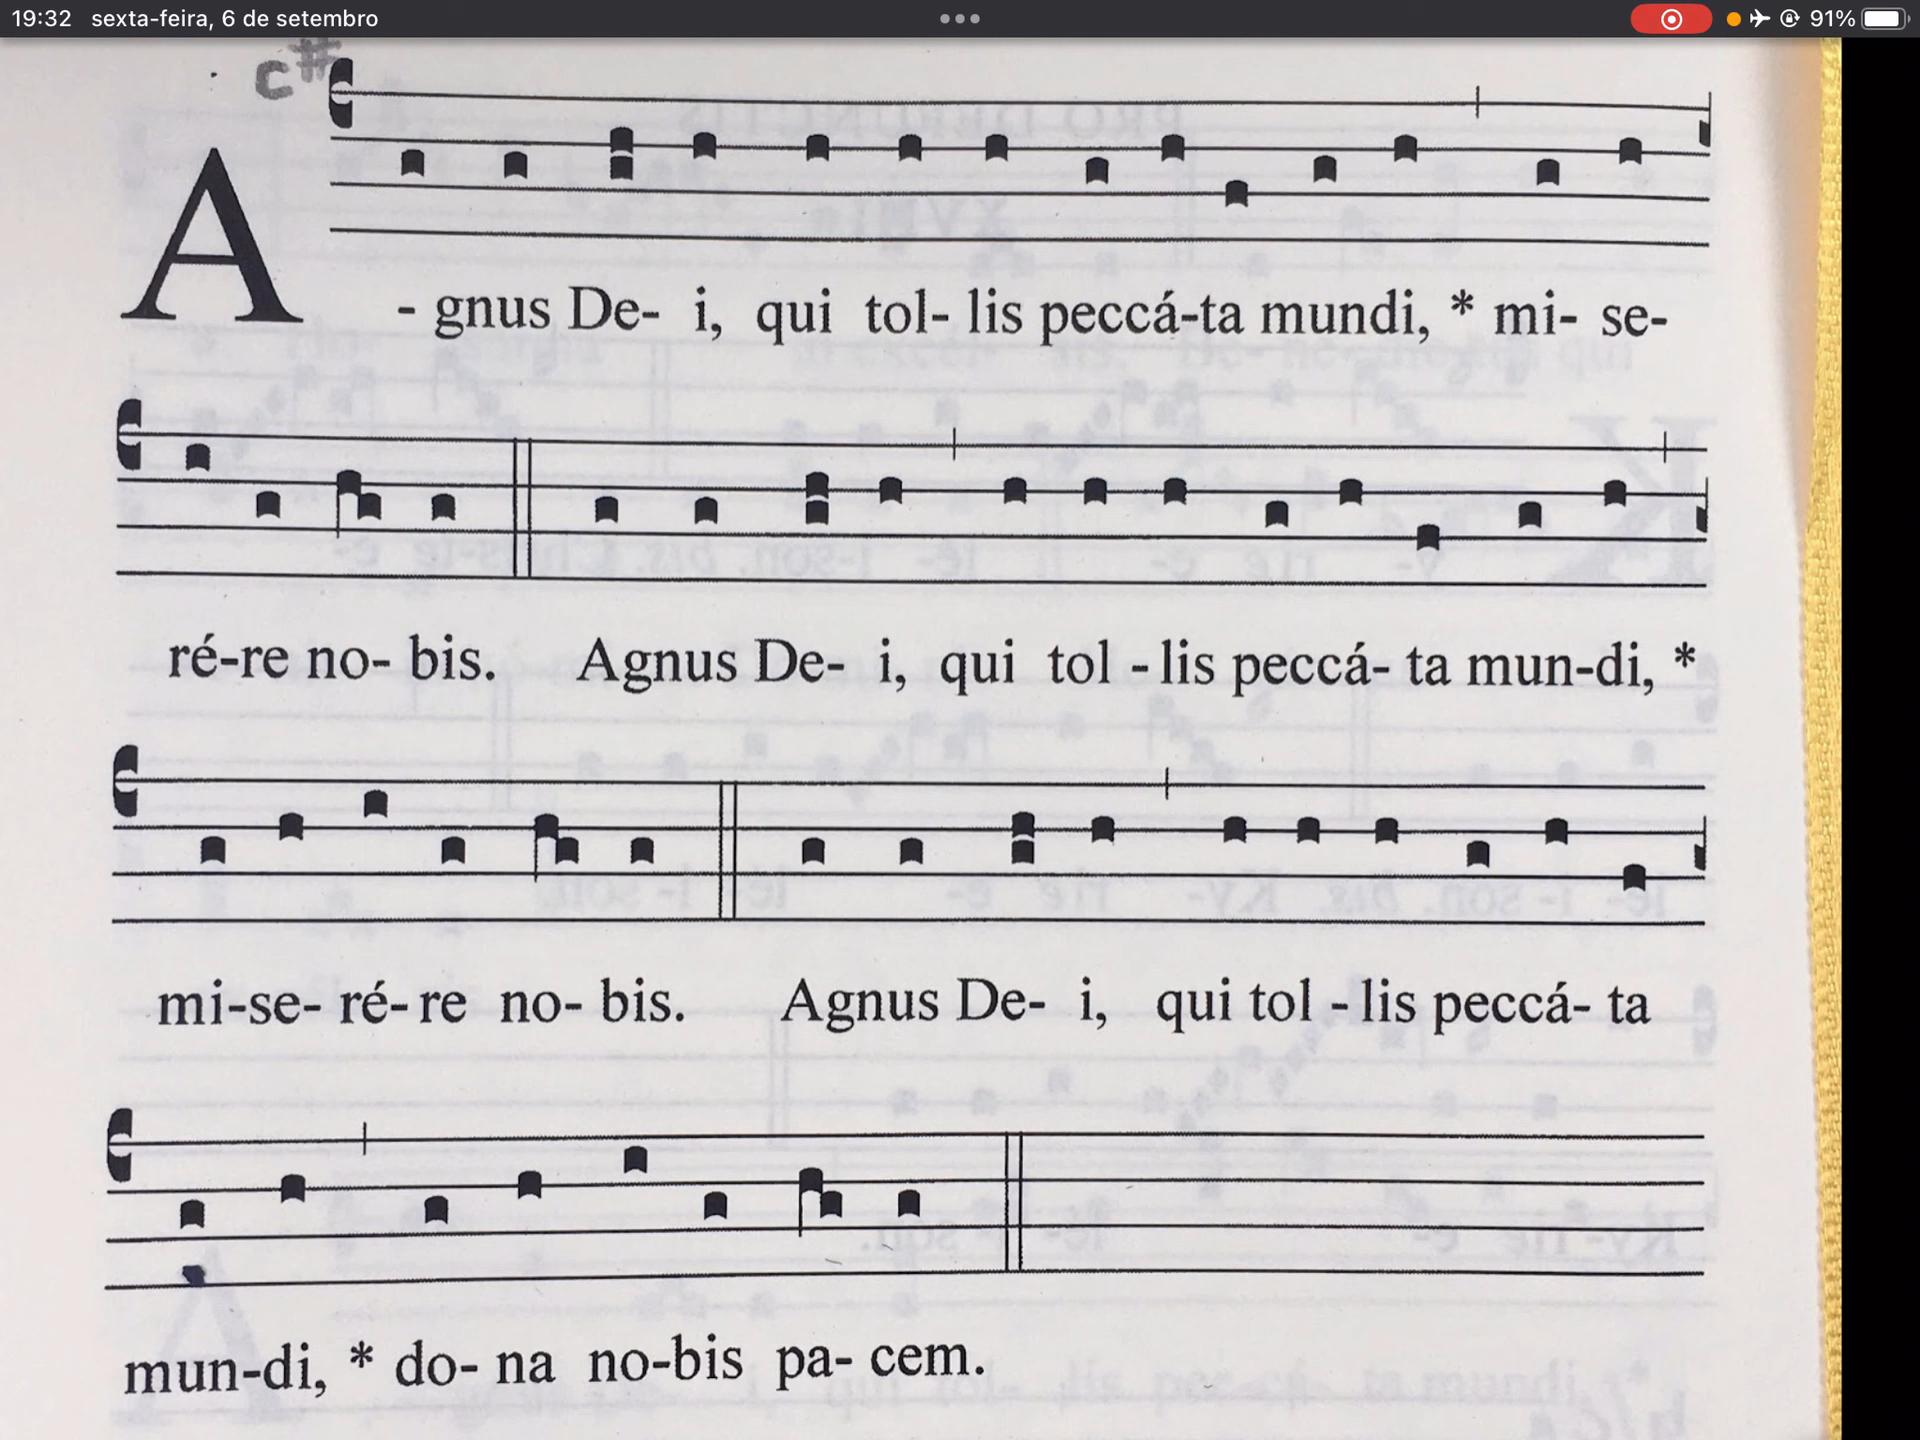 19:32 sexta-feira, 6 de setembro 91%
C#
A - gnus De- i, qui tol- lis peccá-ta mundi, * mi- se-
ré-re no- bis. Agnus De- i, qui tol - lis peccá- ta mun-di, *
mi-se- ré- re no- bis. Agnus De- i, qui tol - lis peccá- ta
mun-di, * do- na no-bis pa- cem.